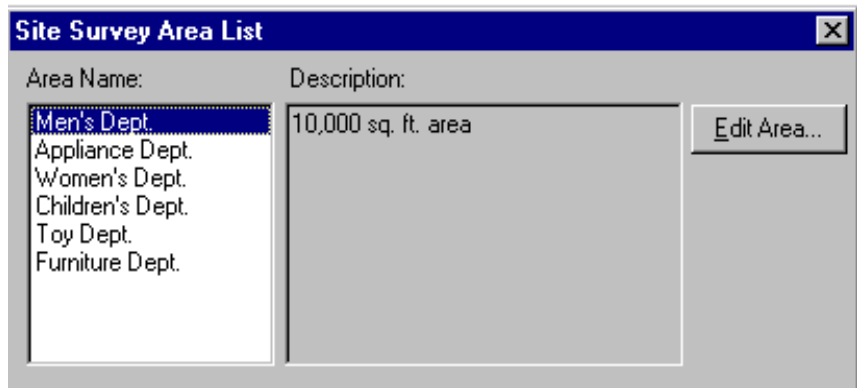 Site Survey Area List
Area Name:
Description:
Men's Dept.
Appliance Dept.
Women's Dept.
Children's Dept.
Toy Dept.
Furniture Dept.
10,000 sq. ft. area
Edit Area...